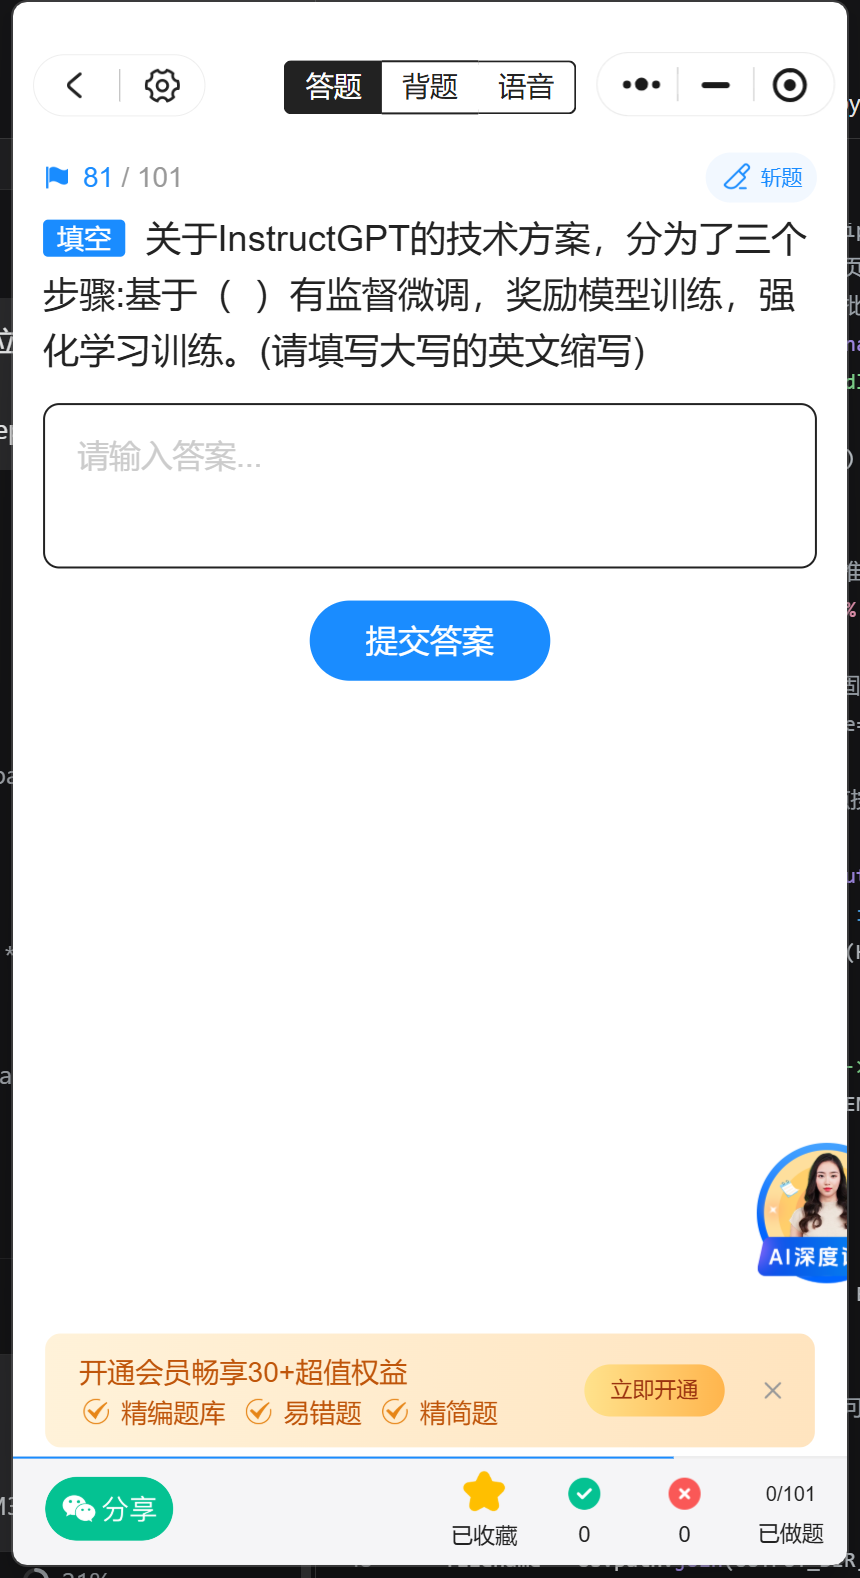 答题 背题 语音
81 / 101 斩题
填空 关于InstructGPT的技术方案，分为了三个
步骤:基于（ ）有监督微调，奖励模型训练，强
化学习训练。(请填写大写的英文缩写)
请输入答案...
提交答案
AI深度
开通会员畅享30+超值权益
精编题库 易错题 精简题
立即开通
分享
已收藏
0
0
0/101
已做题